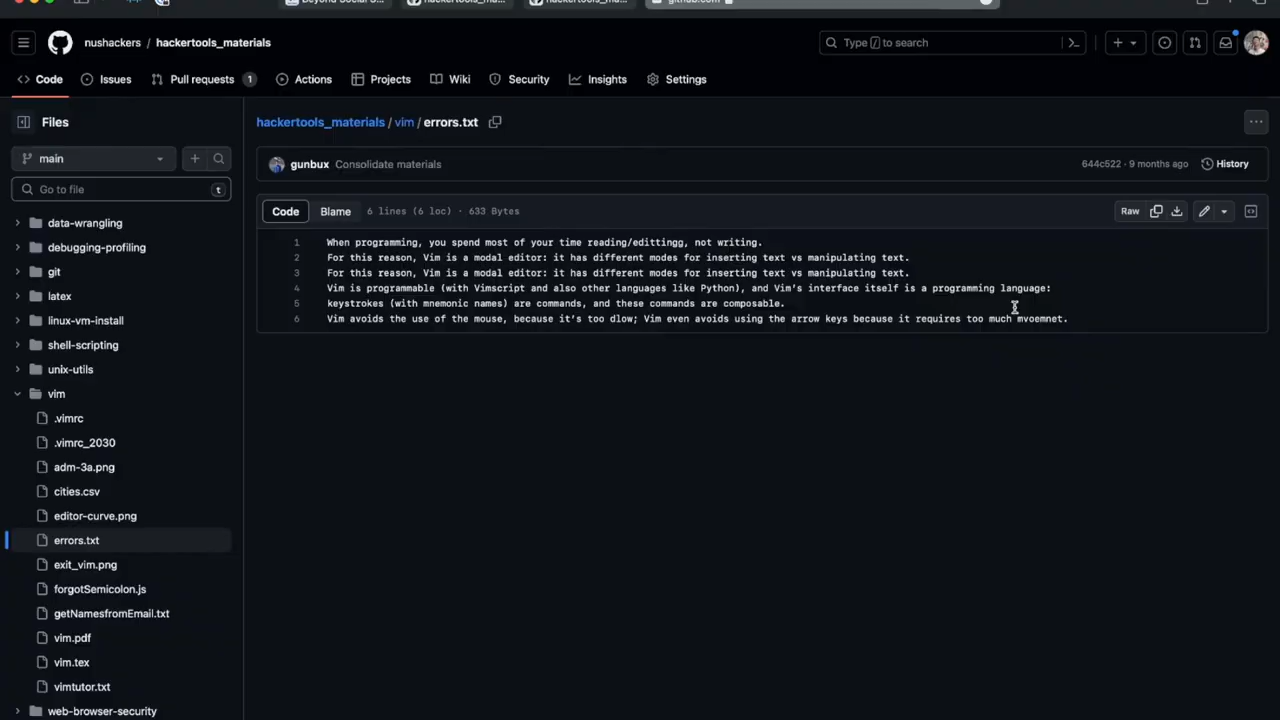 nushackers / hackertools_materials
Type / to search
Code
Issues
Pull requests 1
Actions
Projects
Wiki
Security
Insights
Settings
Files
main
Go to file
t
data-wrangling
debugging-profiling
git
latex
linux-vm-install
shell-scripting
unix-utils
vim
.vimrc
.vimrc_2030
adm-3a.png
cities.csv
editor-curve.png
errors.txt
exit_vim.png
forgotSemicolon.js
getNamesfromEmail.txt
vim.pdf
vim.tex
vimtutor.txt
web-browser-security
hackertools_materials / vim / errors.txt
gunbux Consolidate materials
644c522 · 9 months ago
History
Code Blame 6 lines (6 loc) · 633 Bytes
Raw
1 When programming, you spend most of your time reading/edittingg, not writing.
2 For this reason, Vim is a modal editor: it has different modes for inserting text vs manipulating text.
3 For this reason, Vim is a modal editor: it has different modes for inserting text vs manipulating text.
4 Vim is programmable (with Vimscript and also other languages like Python), and Vim's interface itself is a programming language:
5 keystrokes (with mnemonic names) are commands, and these commands are composable.
6 Vim avoids the use of the mouse, because it's too dlow; Vim even avoids using the arrow keys because it requires too much mvoemnet.